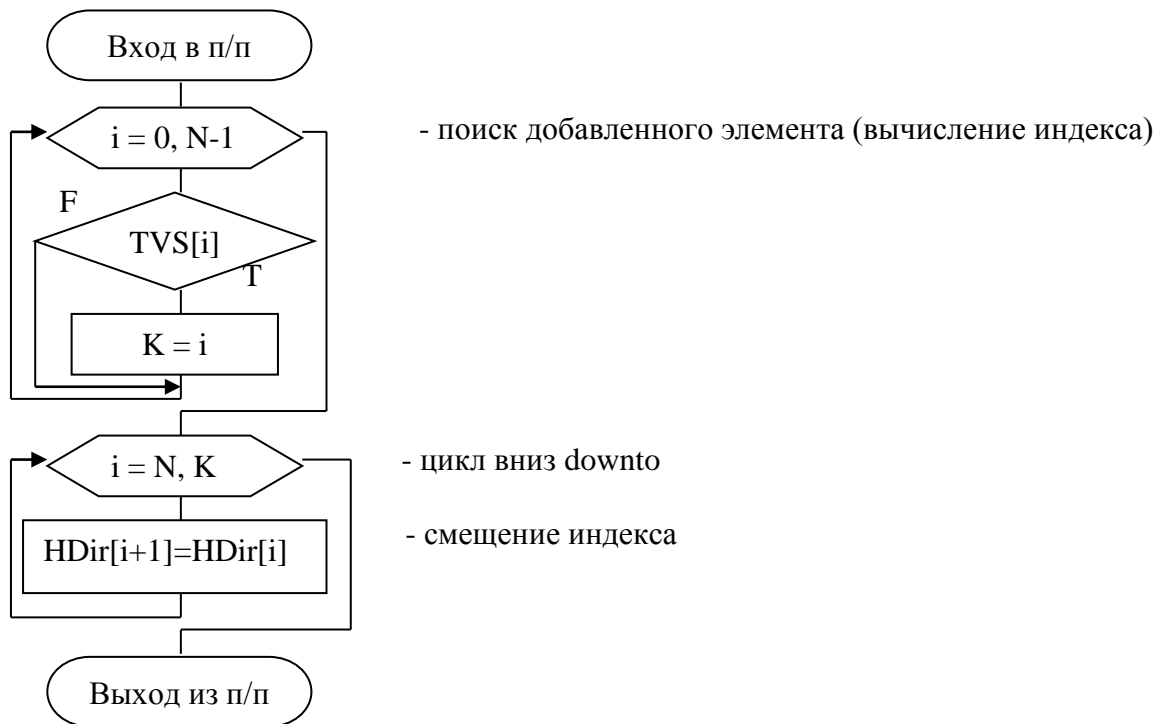 Вход в п/п
i = 0, N-1
- поиск добавленного элемента (вычисление индекса)
F
TVS[i]
T
K = i
i = N, K
- цикл вниз downto
HDir[i+1]=HDir[i]
- смещение индекса
Выход из п/п